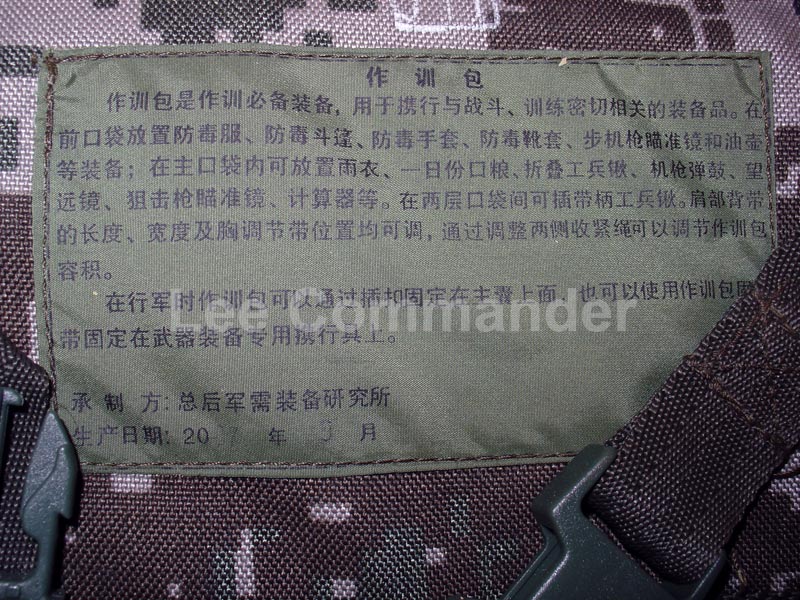 作训包
作训包是作训必备装备，用于携行与战斗、训练密切相关的装备品。在
前口袋放置防毒服、防毒斗篷、防毒手套、防毒靴套、步机枪瞄准镜和油壶
等装备；在主口袋内可放置雨衣、一日份口粮、折叠工兵锹、机枪弹鼓、望
远镜、狙击枪瞄准镜、计算器等。在两层口袋间可插带柄工兵锹。肩部背带
的长度、宽度及胸调节带位置均可调，通过调整两侧收紧绳可以调节作训包
容积。
在行军时作训包可以通过插扣固定在主囊上面，也可以使用作训包
带固定在武器装备专用携行具上。
Lee Commander
承制方：总后军需装备研究所
生产日期：20 年 月